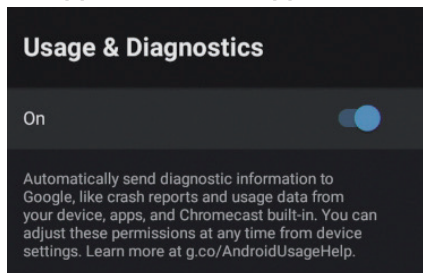 Usage & Diagnostics
On
Automatically send diagnostic information to
Google, like crash reports and usage data from
your device, apps, and Chromecast built-in. You can
adjust these permissions at any time from device
settings. Learn more at g.co/AndroidUsageHelp.